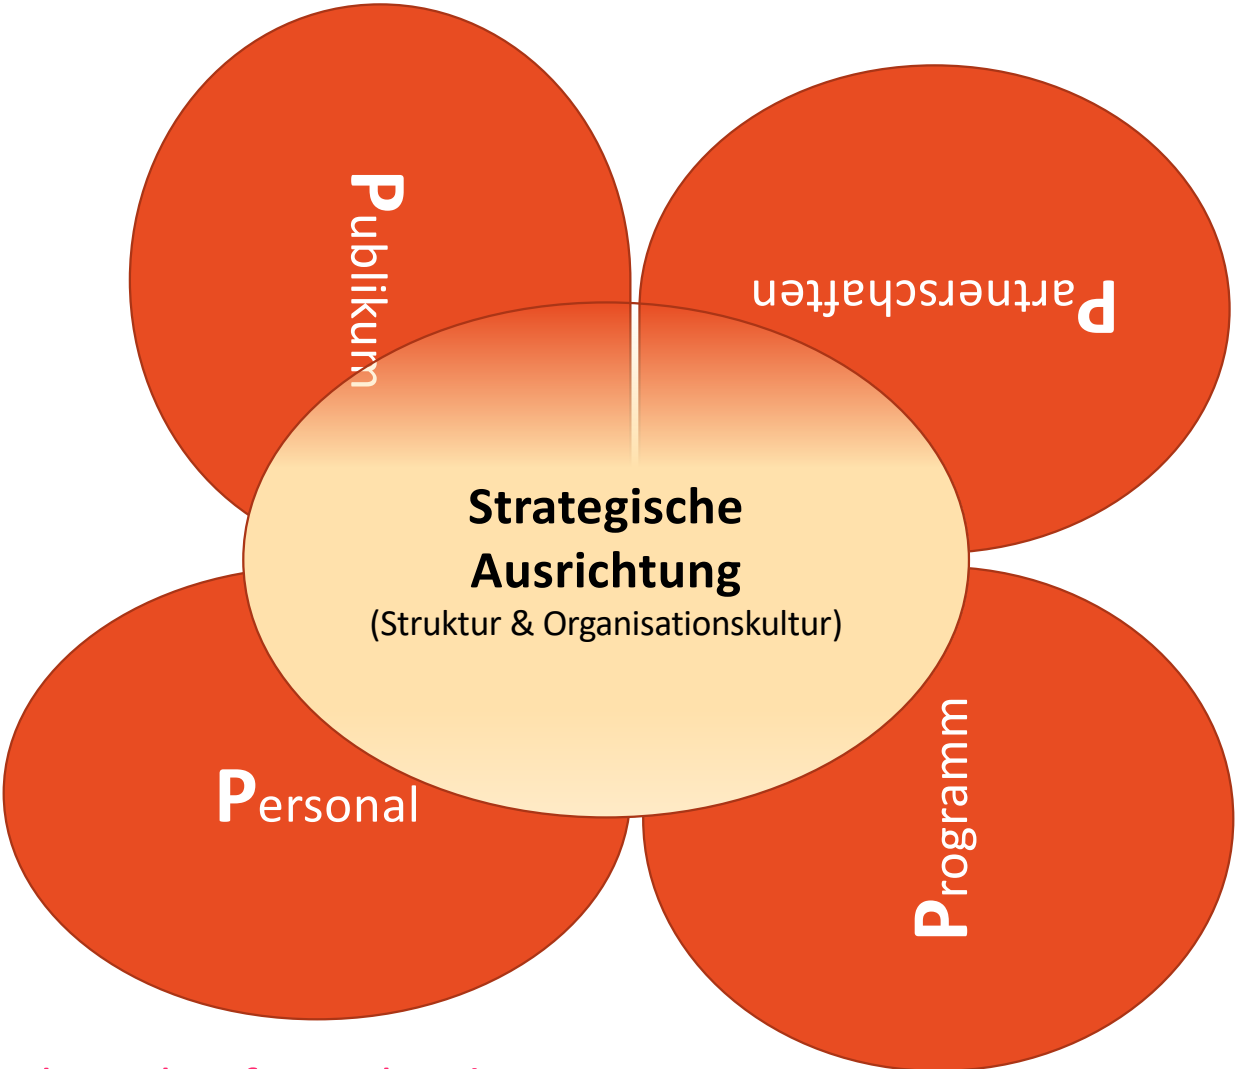 Publikum
Partnerschaften
Strategische
Ausrichtung
(Struktur & Organisationskultur)
Personal
Programm